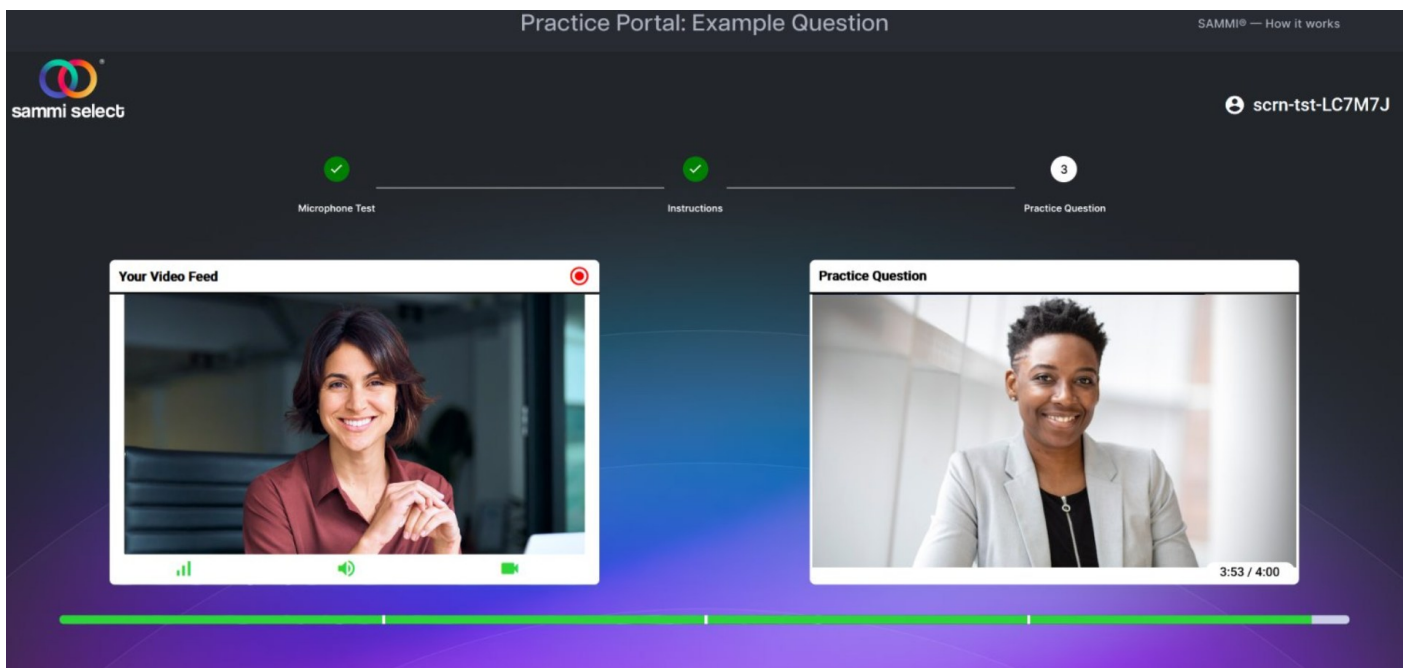 Practice Portal: Example Question
SAMMI® — How it works
®
sammi select
scrn-tst-LC7M7J
3
Microphone Test
Instructions
Practice Question
Your Video Feed
Practice Question
3:53 / 4:00